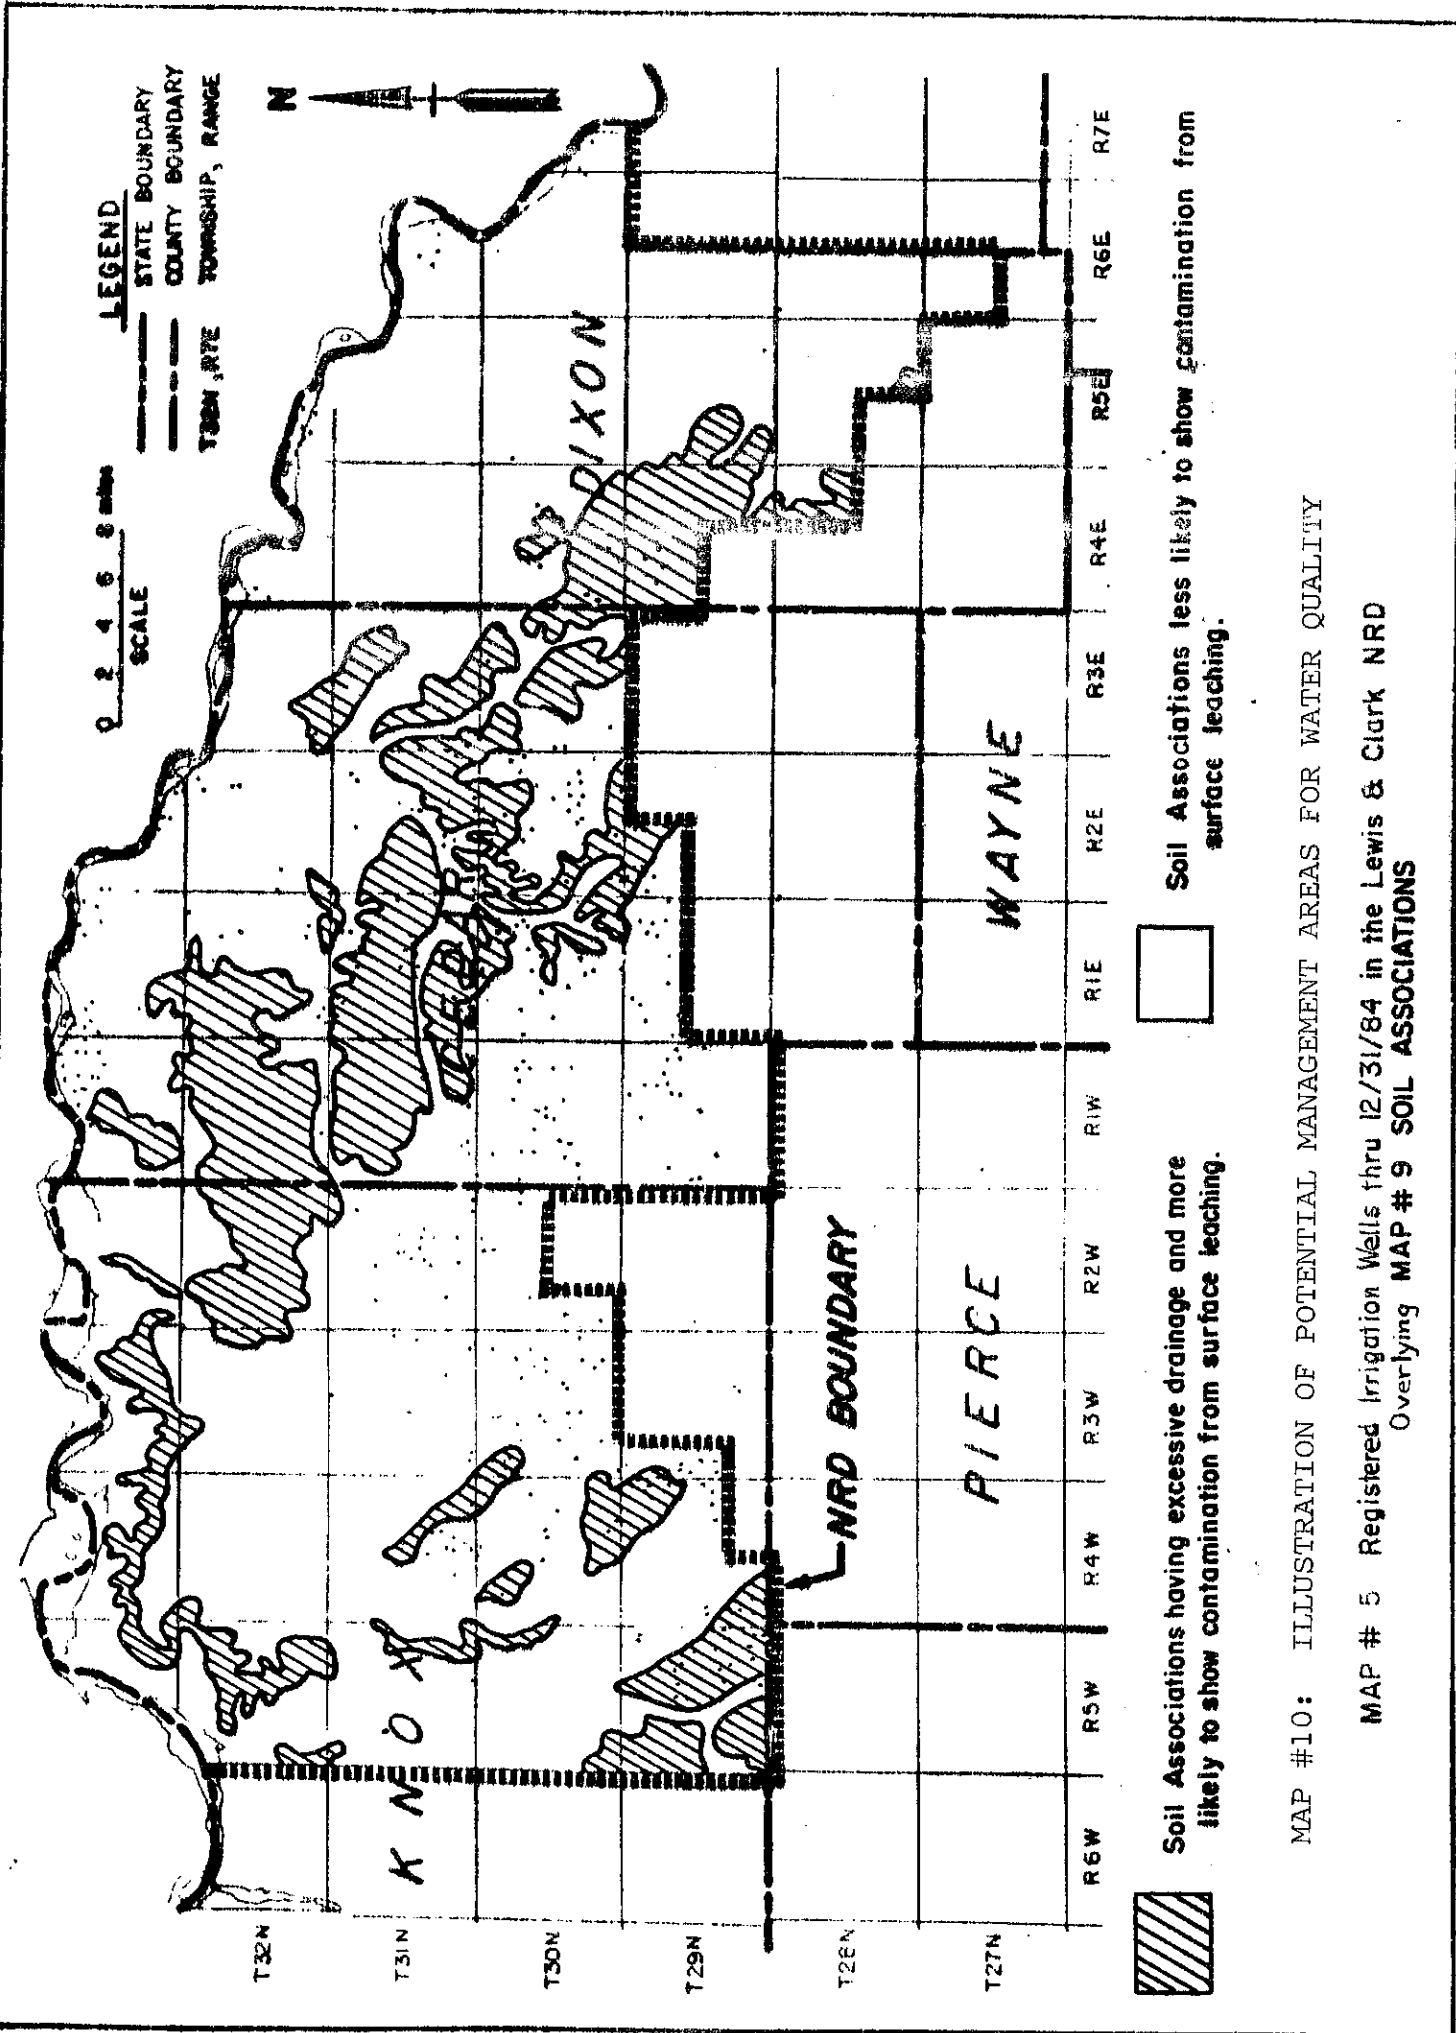 LEGEND
STATE BOUNDARY
COUNTY BOUNDARY
TOWNSHIP, RANGE
N
0 2 4 6 8 miles
SCALE
KNOX
CEDAR
DIXON
T32N
T31N
T30N
T29N
T28N
T27N
NRD BOUNDARY
PIERCE
WAYNE
R6W R5W R4W R3W R2W R1W R1E R2E R3E R4E R5E R6E R7E
Soil Associations having excessive drainage and more
likely to show contamination from surface leaching.
Soil Associations less likely to show contamination from
surface leaching.
MAP #10: ILLUSTRATION OF POTENTIAL MANAGEMENT AREAS FOR WATER QUALITY
MAP # 5 Registered Irrigation Wells thru 12/31/84 in the Lewis & Clark NRD
Overlying MAP # 9 SOIL ASSOCIATIONS